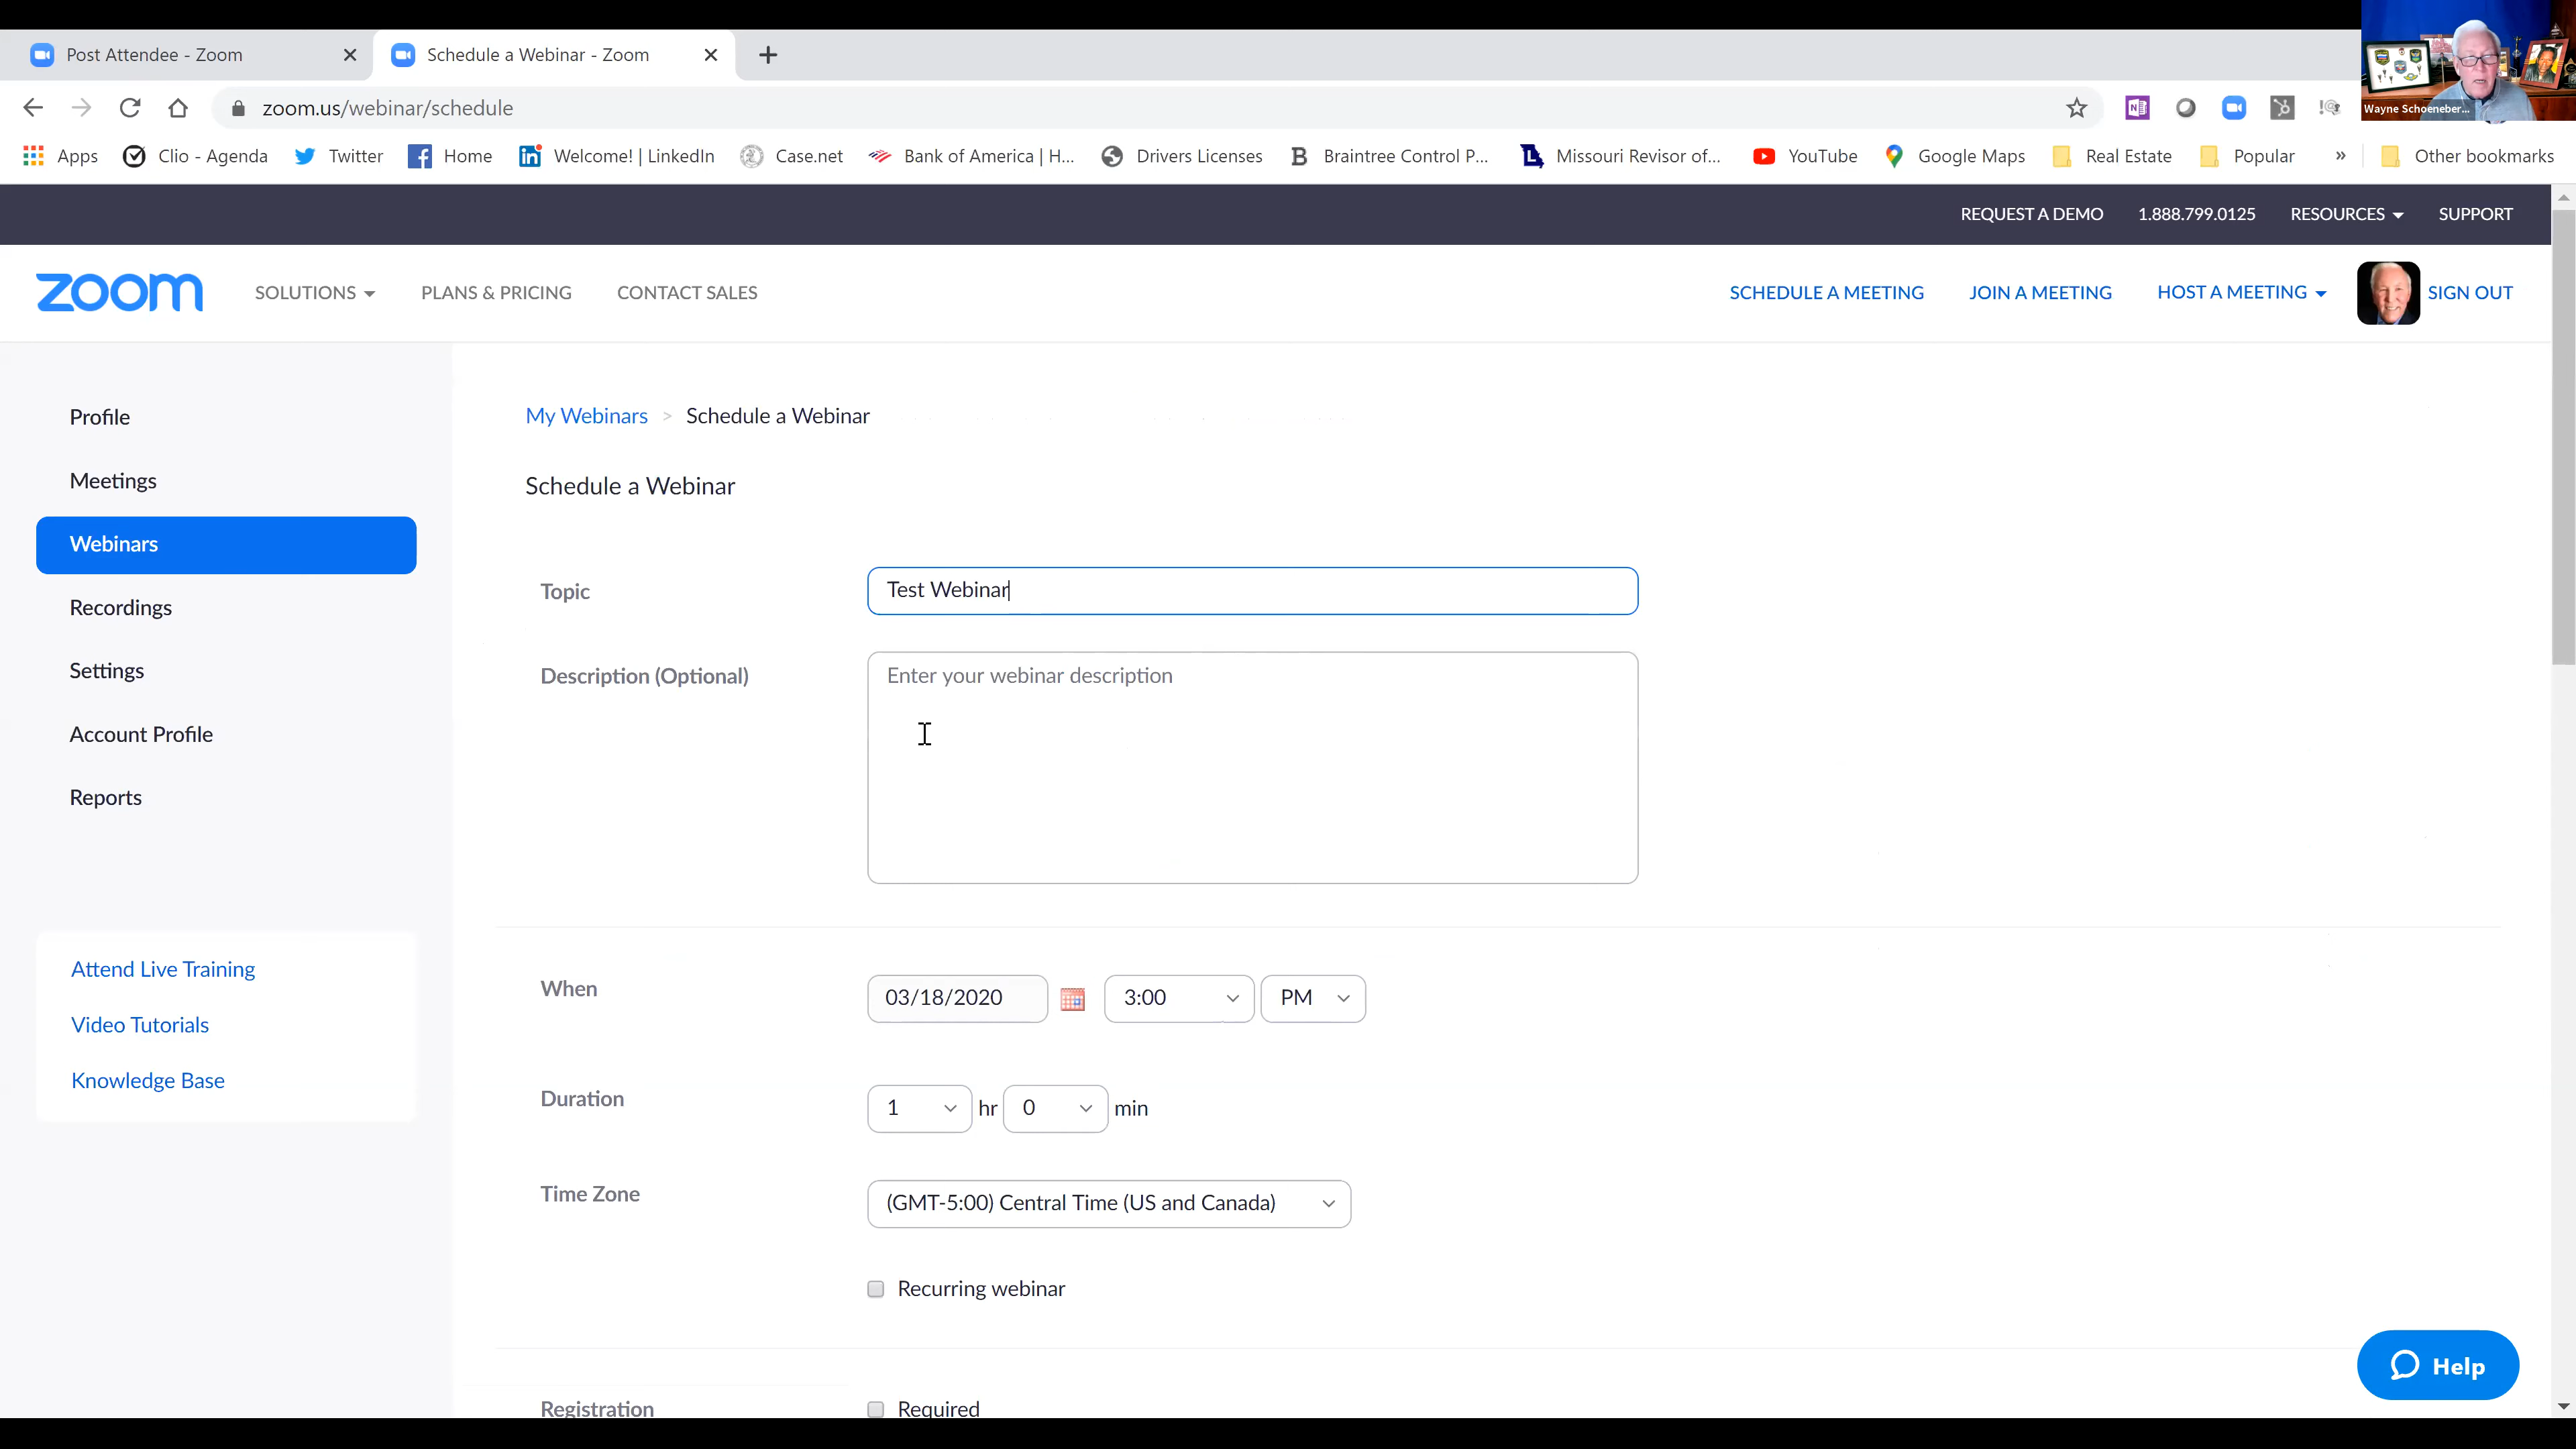 Post Attendee - Zoom
Schedule a Webinar - Zoom
zoom.us/webinar/schedule
Wayne Schoeneber...
Apps
Clio - Agenda
Twitter
Home
Welcome! | LinkedIn
Case.net
Bank of America | H...
Drivers Licenses
Braintree Control P...
Missouri Revisor of...
YouTube
Google Maps
Real Estate
Popular
»
Other bookmarks
REQUEST A DEMO
1.888.799.0125
RESOURCES
SUPPORT
zoom
SOLUTIONS
PLANS & PRICING
CONTACT SALES
SCHEDULE A MEETING
JOIN A MEETING
HOST A MEETING
SIGN OUT
Profile
Meetings
Webinars
Recordings
Settings
Account Profile
Reports
Attend Live Training
Video Tutorials
Knowledge Base
My Webinars > Schedule a Webinar
Schedule a Webinar
Topic
Test Webinar
Description (Optional)
Enter your webinar description
When
03/18/2020
3:00
PM
Duration
1 hr 0 min
Time Zone
(GMT-5:00) Central Time (US and Canada)
Recurring webinar
Registration
Required
Help